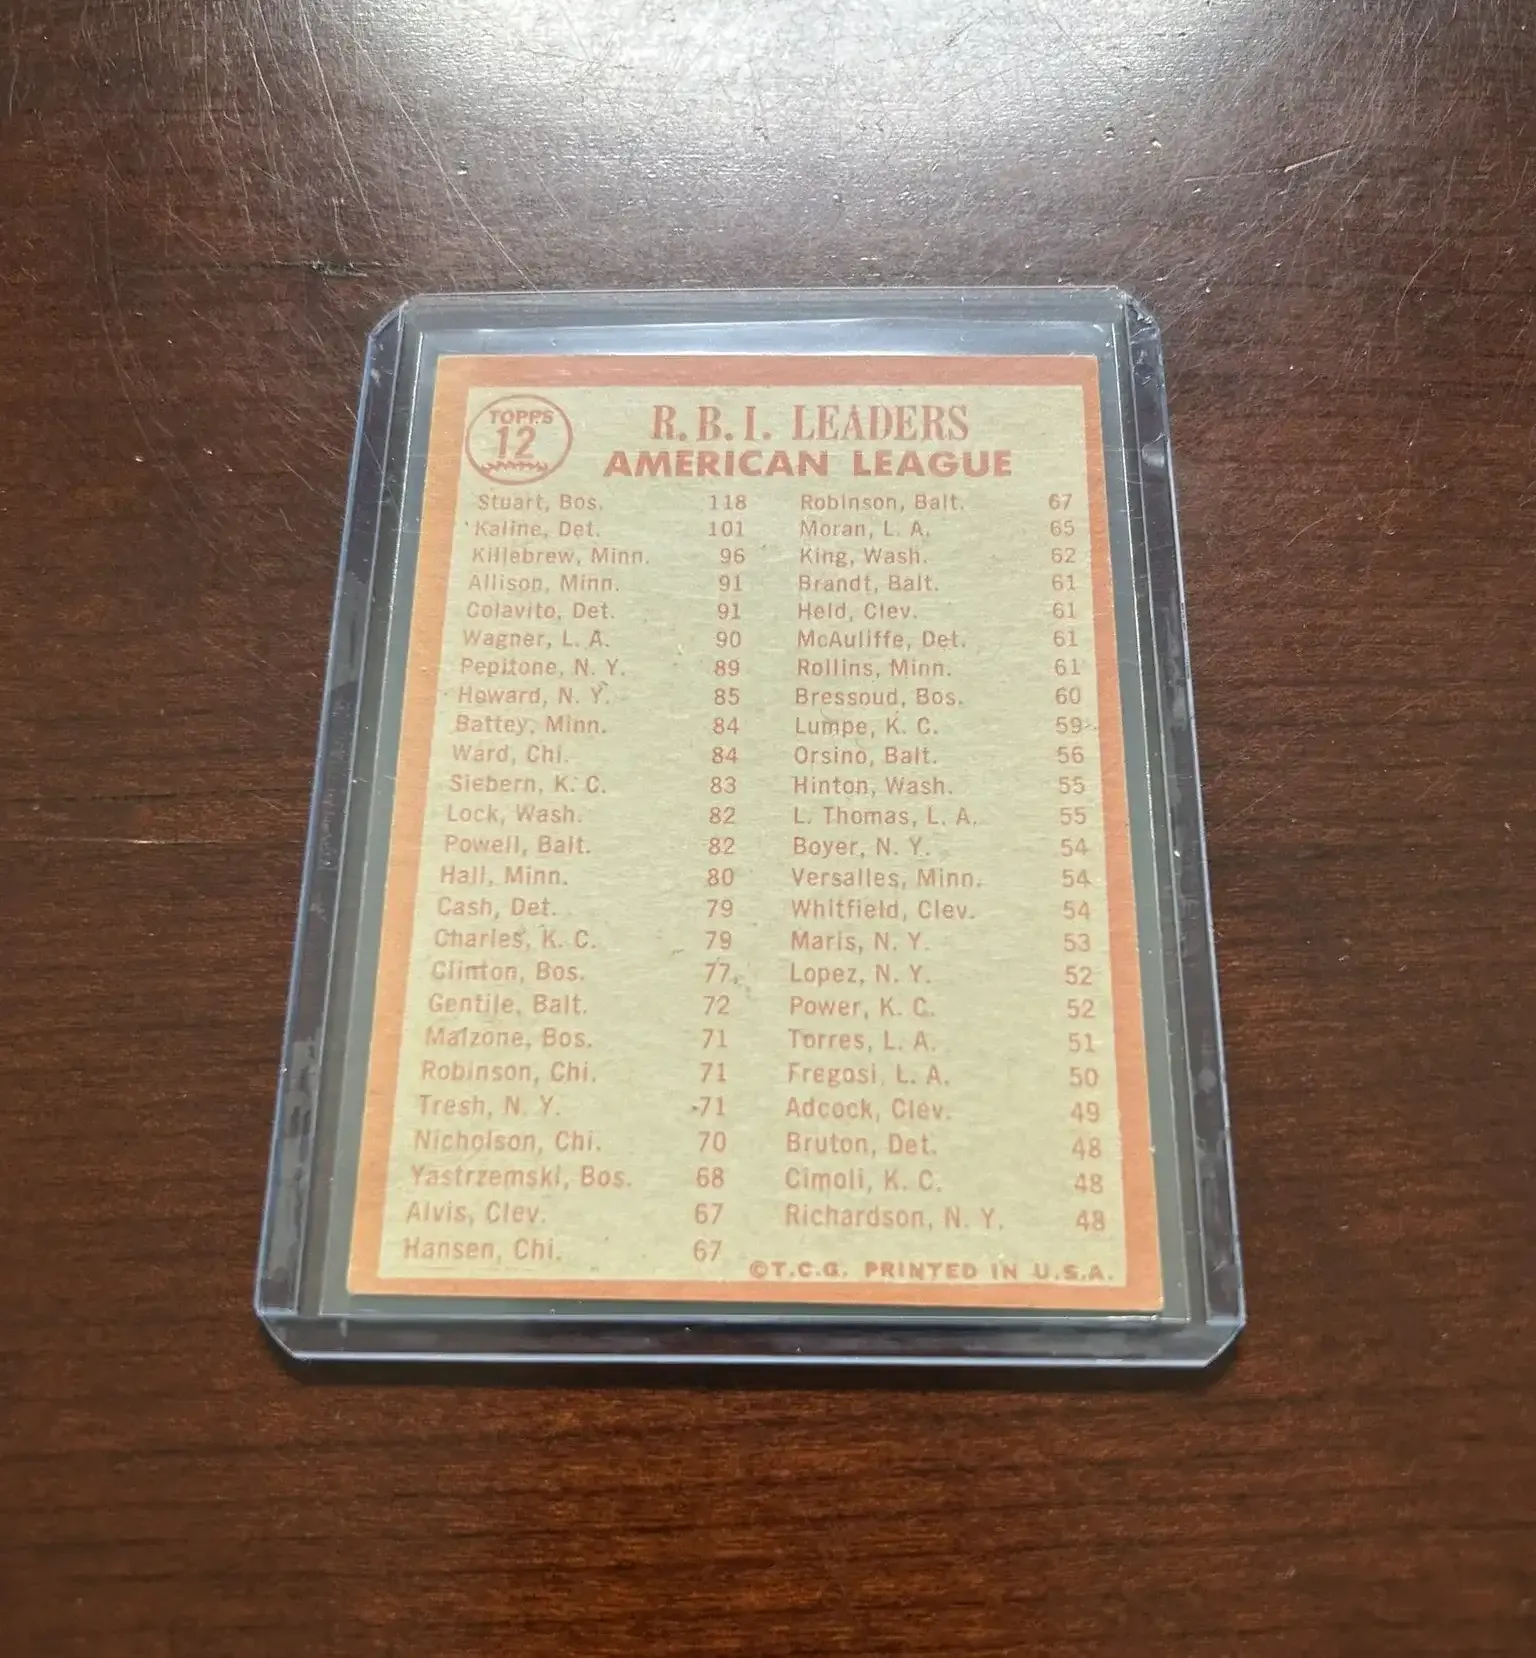 TOPPS
12
R. B. I. LEADERS
AMERICAN LEAGUE
Stuart, Bos. 118
Kaline, Det. 101
Killebrew, Minn. 96
Allison, Minn. 91
Colavito, Det. 91
Wagner, L. A. 90
Pepitone, N. Y. 89
Howard, N. Y. 85
Battey, Minn. 84
Ward, Chi. 84
Siebern, K. C. 83
Lock, Wash. 82
Powell, Balt. 82
Hall, Minn. 80
Cash, Det. 79
Charles, K. C. 79
Clinton, Bos. 77
Gentile, Balt. 72
Malzone, Bos. 71
Robinson, Chi. 71
Tresh, N. Y. 71
Nicholson, Chi. 70
Yastrzemski, Bos. 68
Alvis, Clev. 67
Hansen, Chi. 67
Robinson, Balt. 67
Moran, L. A. 65
King, Wash. 62
Brandt, Balt. 61
Held, Clev. 61
McAuliffe, Det. 61
Rollins, Minn. 61
Bressoud, Bos. 60
Lumpe, K. C. 59
Orsino, Balt. 56
Hinton, Wash. 55
L. Thomas, L. A. 55
Boyer, N. Y. 54
Versalles, Minn. 54
Whitfield, Clev. 54
Maris, N. Y. 53
Lopez, N. Y. 52
Power, K. C. 52
Torres, L. A. 51
Fregosi, L. A. 50
Adcock, Clev. 49
Bruton, Det. 48
Cimoli, K. C. 48
Richardson, N. Y. 48
©T.C.G. PRINTED IN U.S.A.